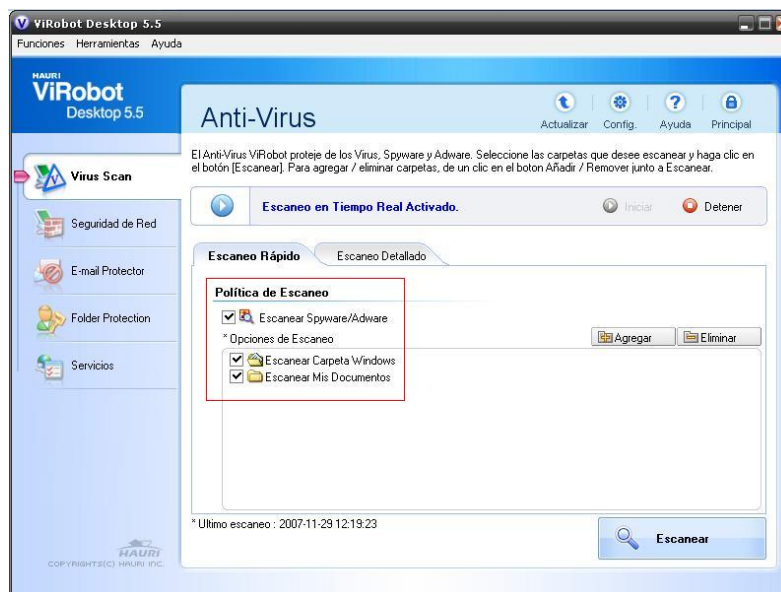 ViRobot Desktop 5.5
Funciones Herramientas Ayuda
HAURI
ViRobot
Desktop 5.5
Anti-Virus
Actualizar Config. Ayuda Principal
El Anti-Virus ViRobot proteje de los Virus, Spyware y Adware. Seleccione las carpetas que desee escanear y haga clic en
el botón [Escanear]. Para agregar / eliminar carpetas, de un clic en el boton Añadir / Remover junto a Escanear.
Virus Scan
Seguridad de Red
E-mail Protector
Folder Protection
Servicios
Escaneo en Tiempo Real Activado.
Iniciar
Detener
Escaneo Rápido
Escaneo Detallado
Política de Escaneo
Escanear Spyware/Adware
* Opciones de Escaneo
Agregar
Eliminar
Escanear Carpeta Windows
Escanear Mis Documentos
* Ultimo escaneo : 2007-11-29 12:19:23
Escanear
HAURI
COPYRIGHTS(C) HAURI INC.